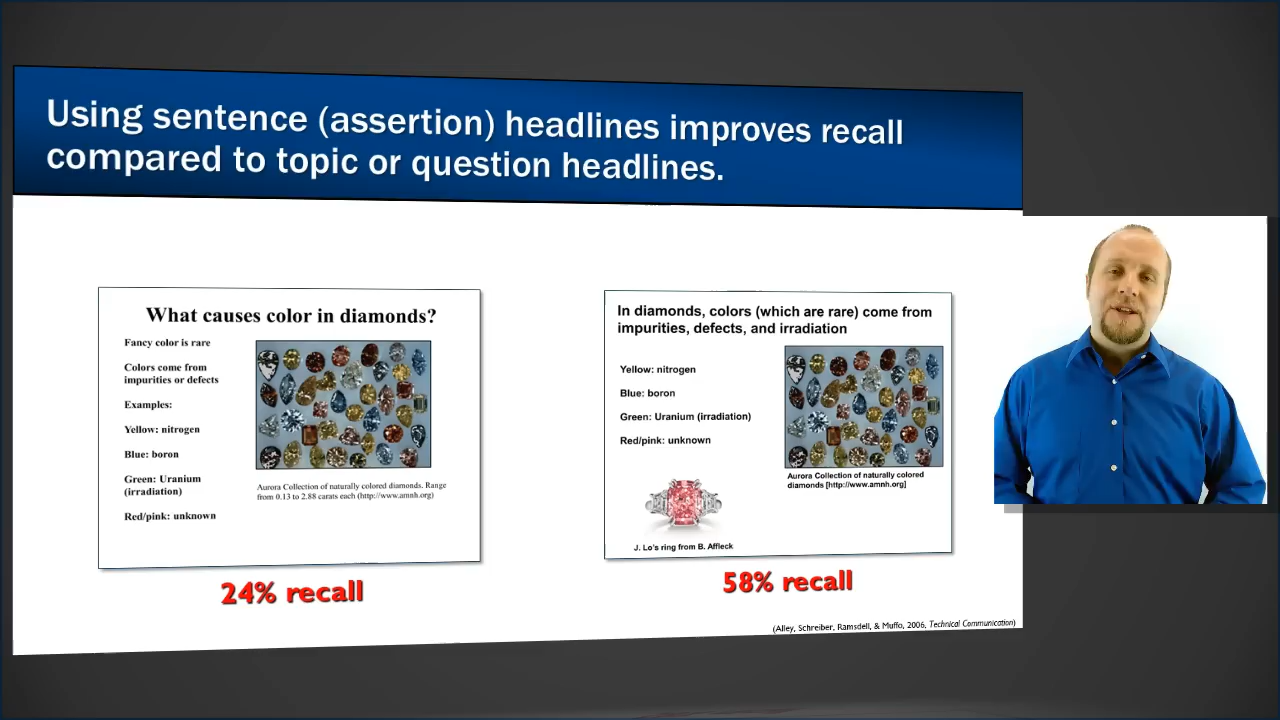 Using sentence (assertion) headlines improves recall
compared to topic or question headlines.
What causes color in diamonds?
Fancy color is rare
Colors come from
impurities or defects
Examples:
Yellow: nitrogen
Blue: boron
Green: Uranium
(irradiation)
Red/pink: unknown
Aurora Collection of naturally colored diamonds. Range
from 0.13 to 2.88 carats each (http://www.amnh.org)
24% recall
In diamonds, colors (which are rare) come from
impurities, defects, and irradiation
Yellow: nitrogen
Blue: boron
Green: Uranium (irradiation)
Red/pink: unknown
Aurora Collection of naturally colored
diamonds [http://www.amnh.org]
J. Lo's ring from B. Affleck
58% recall
(Alley, Schreiber, Ramsdell, & Muffo, 2006, Technical Communication)